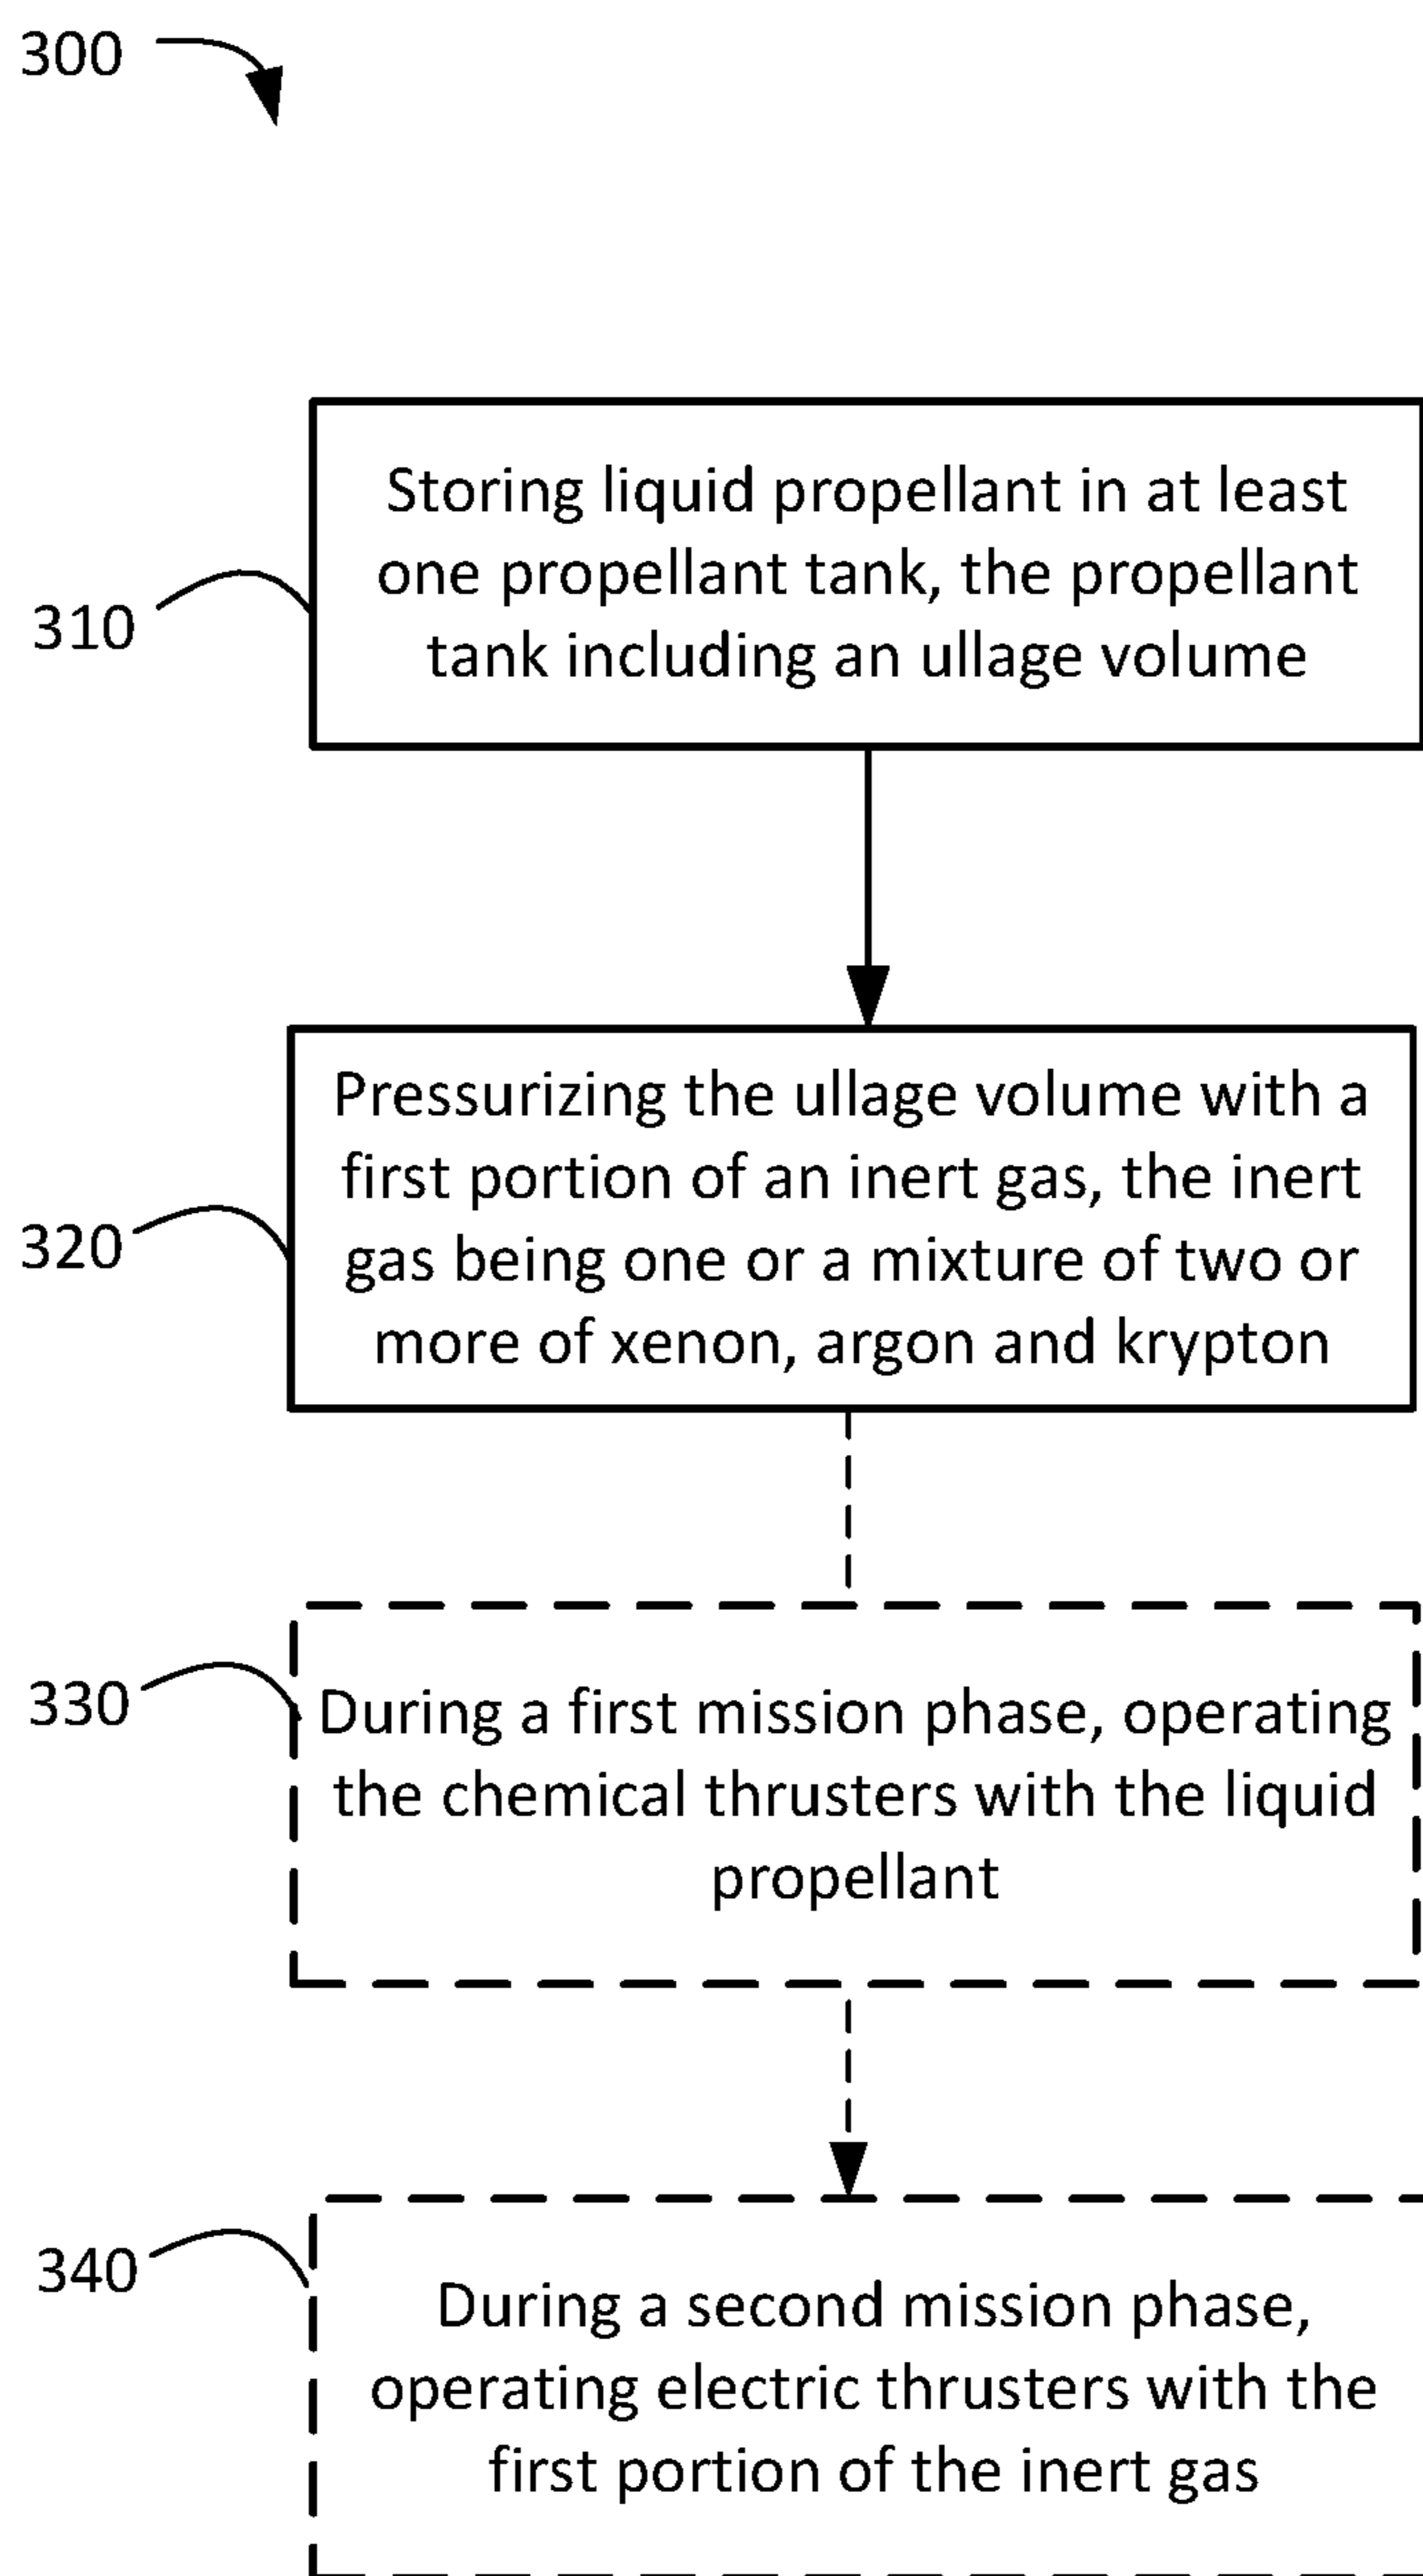 300
Storing liquid propellant in at least
one propellant tank, the propellant
tank including an ullage volume
310
Pressurizing the ullage volume with a
first portion of an inert gas, the inert
gas being one or a mixture of two or
more of xenon, argon and krypton
320
During a first mission phase, operating
the chemical thrusters with the liquid
propellant
330
During a second mission phase,
operating electric thrusters with the
first portion of the inert gas
340